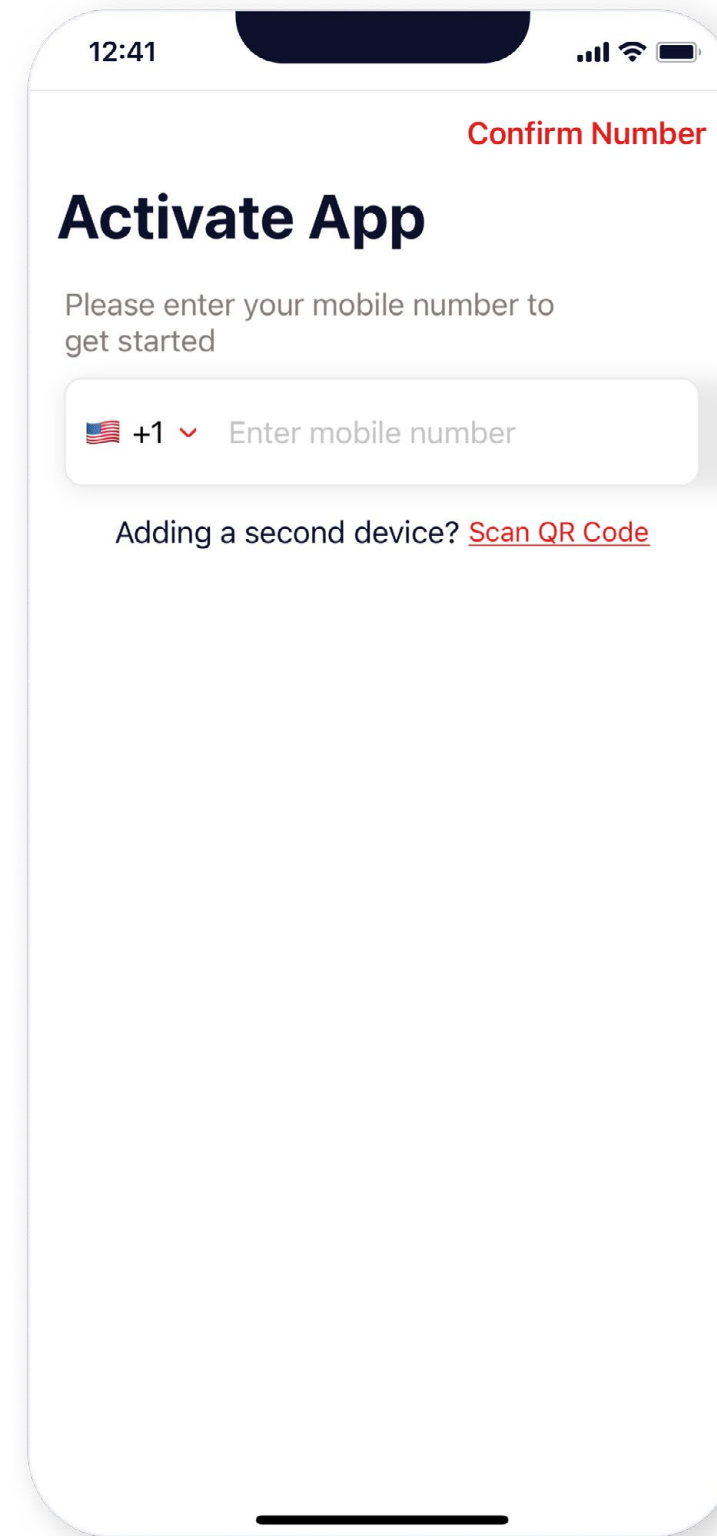 12:41
Confirm Number
Activate App
Please enter your mobile number to
get started
+1 Enter mobile number
Adding a second device? Scan QR Code